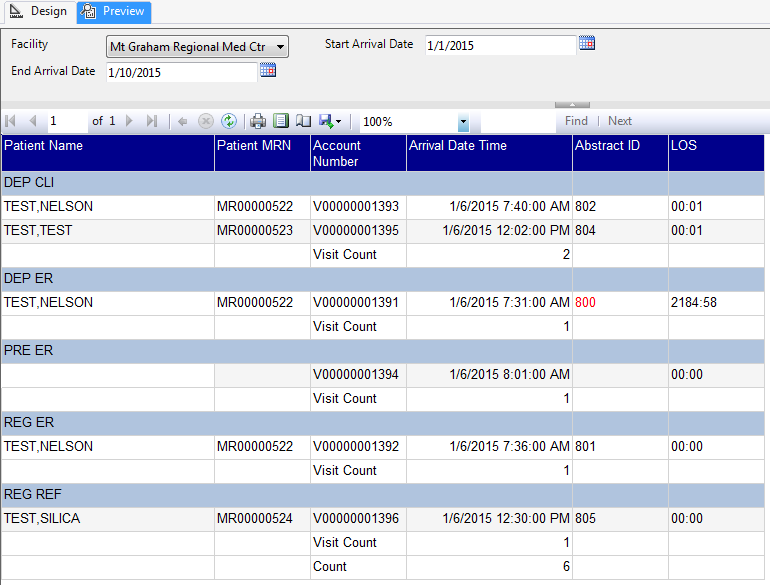 Design Preview
Facility Mt Graham Regional Med Ctr Start Arrival Date 1/1/2015
End Arrival Date 1/10/2015
1 of 1 100% Find | Next
Patient Name Patient MRN Account Number Arrival Date Time Abstract ID LOS
DEP CLI
TEST,NELSON MR00000522 V00000001393 1/6/2015 7:40:00 AM 802 00:01
TEST,TEST MR00000523 V00000001395 1/6/2015 12:02:00 PM 804 00:01
Visit Count 2
DEP ER
TEST,NELSON MR00000522 V00000001391 1/6/2015 7:31:00 AM 800 2184:58
Visit Count 1
PRE ER
V00000001394 1/6/2015 8:01:00 AM 00:00
Visit Count 1
REG ER
TEST,NELSON MR00000522 V00000001392 1/6/2015 7:36:00 AM 801 00:00
Visit Count 1
REG REF
TEST,SILICA MR00000524 V00000001396 1/6/2015 12:30:00 PM 805 00:00
Visit Count 1
Count 6